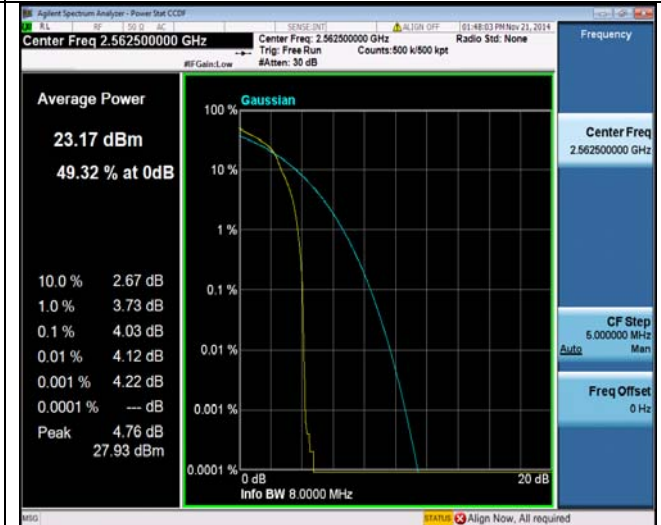 Agilent Spectrum Analyzer - Power Stat CCDF
RL RF 50 Ω AC SENSE:INT ALIGN OFF 01:48:03 PM Nov 21, 2014
Center Freq 2.562500000 GHz
Center Freq: 2.562500000 GHz Radio Std: None
Trig: Free Run Counts:500 k/500 kpt
#IFGain:Low #Atten: 30 dB
Frequency
Average Power
23.17 dBm
49.32 % at 0dB
10.0 % 2.67 dB
1.0 % 3.73 dB
0.1 % 4.03 dB
0.01 % 4.12 dB
0.001 % 4.22 dB
0.0001 % --- dB
Peak 4.76 dB
27.93 dBm
Gaussian
100 %
10 %
1 %
0.1 %
0.01 %
0.001 %
0.0001 %
0 dB 20 dB
Info BW 8.0000 MHz
Center Freq
2.562500000 GHz
CF Step
5.000000 MHz
Auto Man
Freq Offset
0 Hz
MSG STATUS Align Now, All required